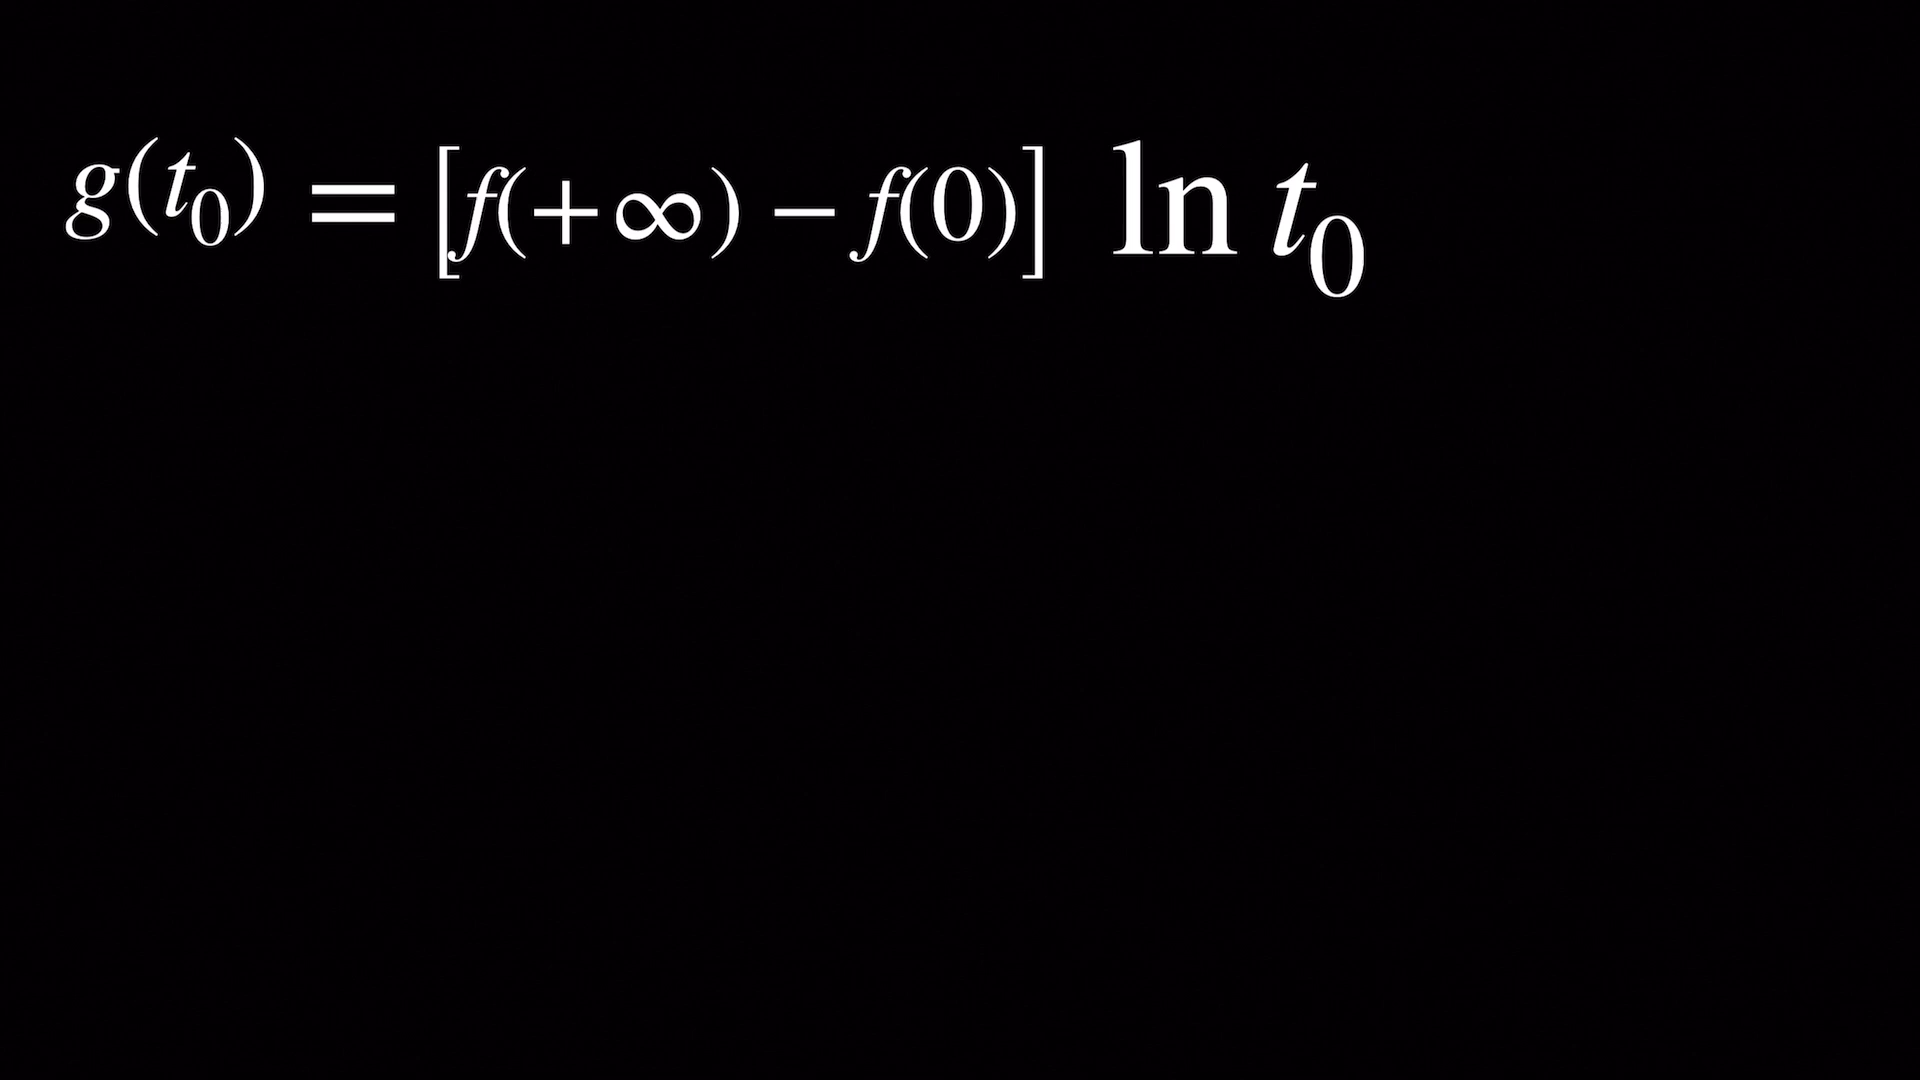 g(t₀) = [f(+∞) − f(0)] ln t₀